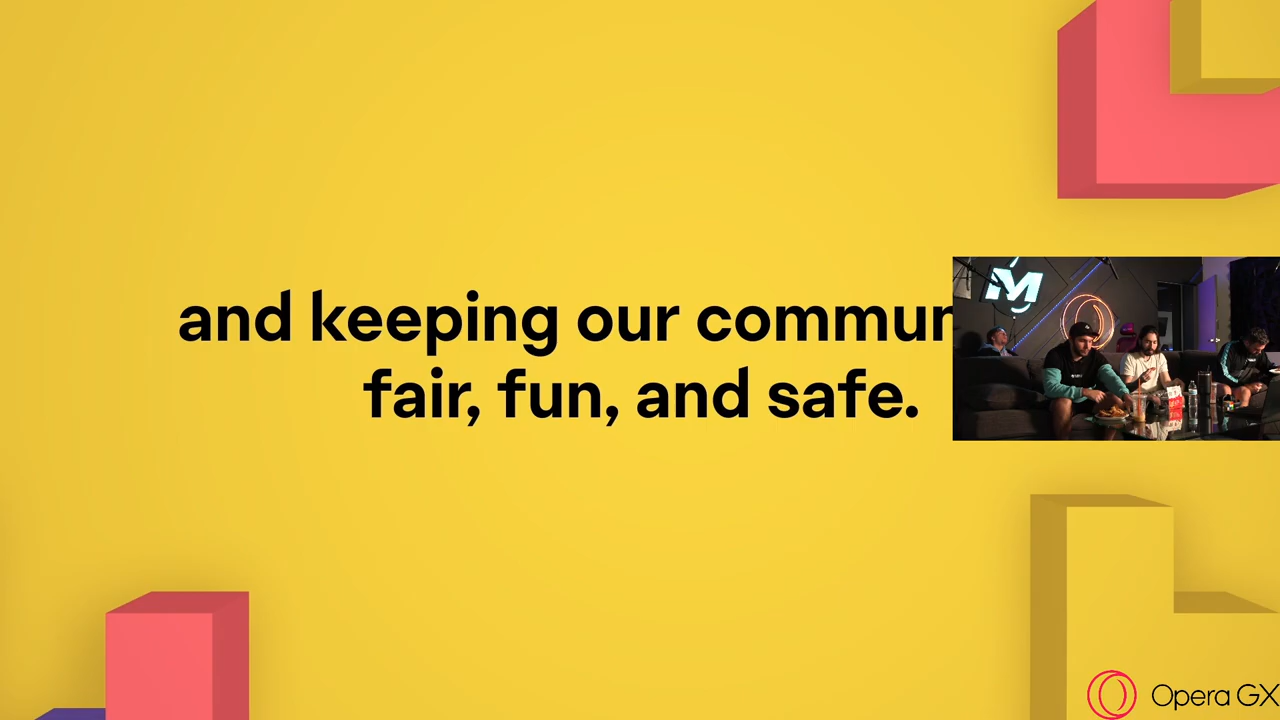 and keeping our commun
fair, fun, and safe.
M
Opera GX